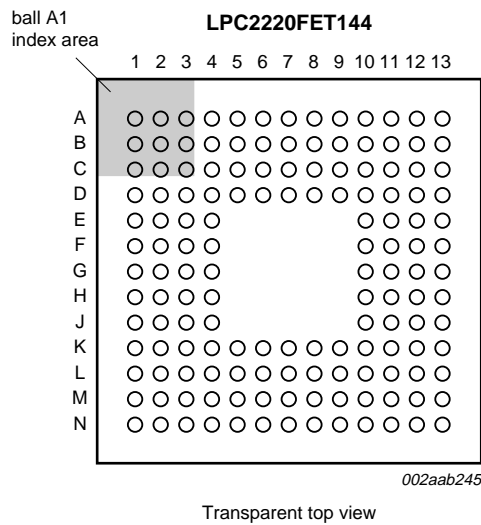 ball A1
index area
LPC2220FET144
1 2 3 4 5 6 7 8 9 10 11 12 13
A
B
C
D
E
F
G
H
J
K
L
M
N
002aab245
Transparent top view